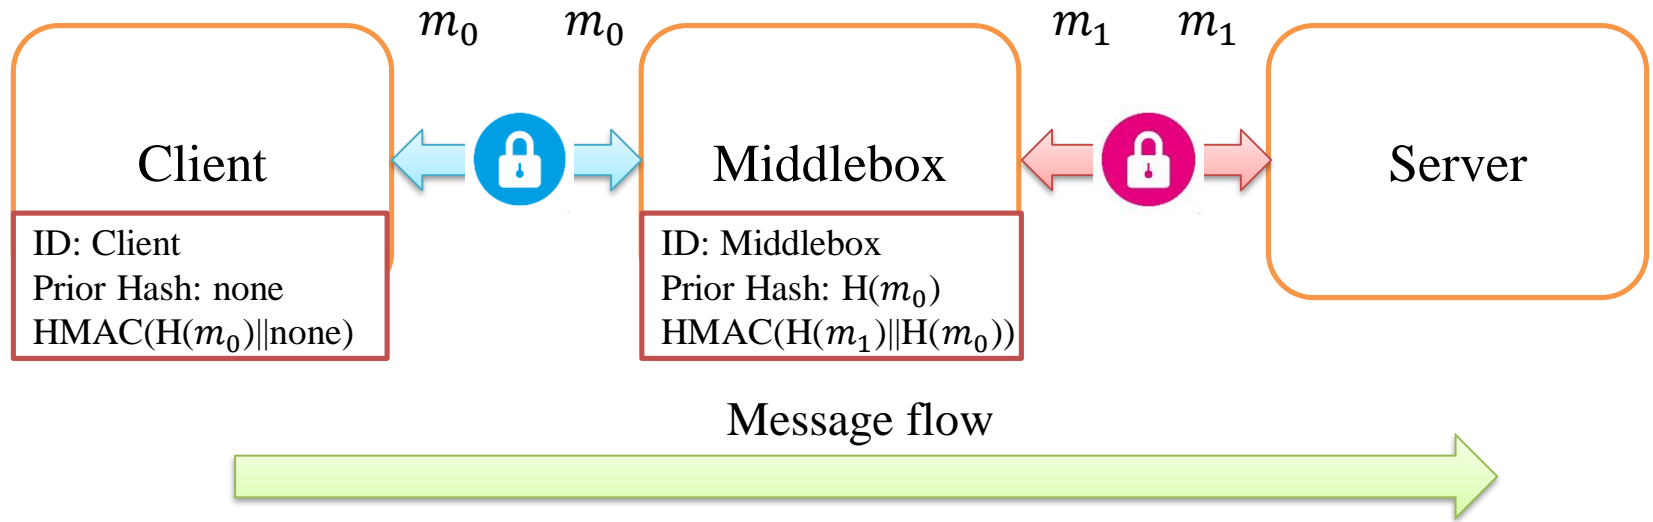 m₀ m₀ m₁ m₁
Client
Middlebox
Server
ID: Client
Prior Hash: none
HMAC(H(m₀)||none)
ID: Middlebox
Prior Hash: H(m₀)
HMAC(H(m₁)||H(m₀))
Message flow